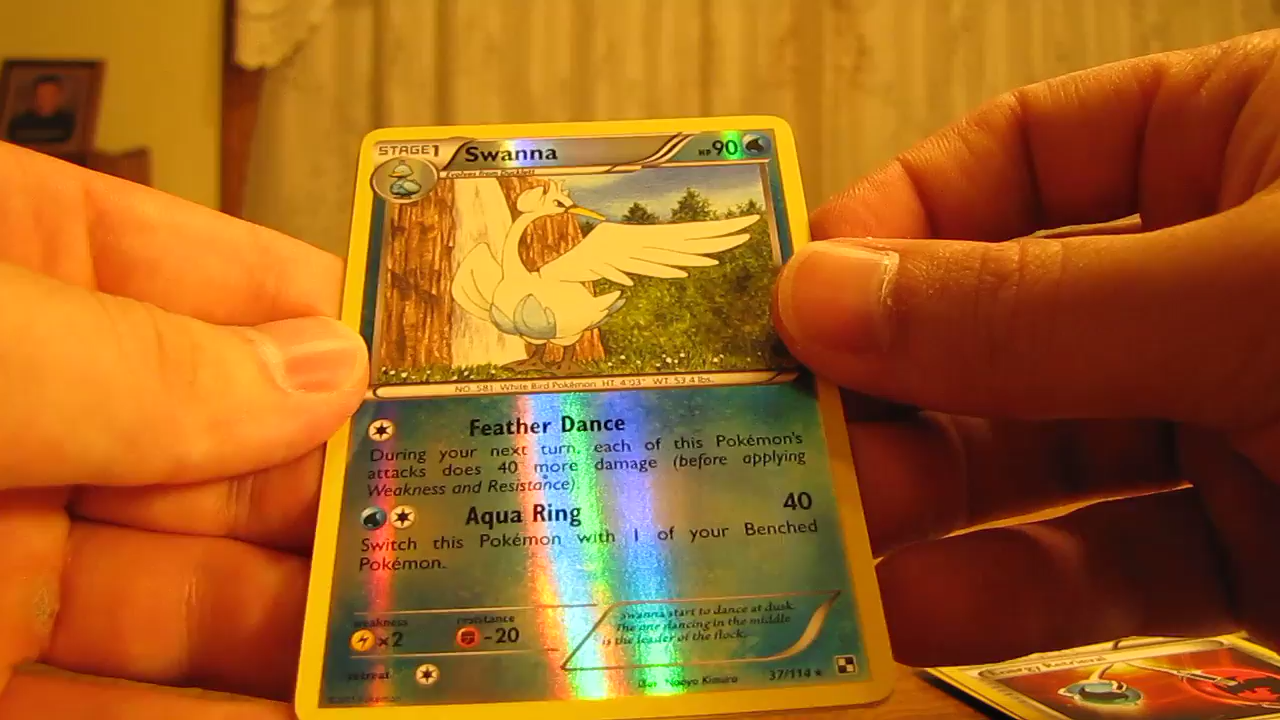 STAGE1 Swanna HP90
Evolves from Ducklett
NO. 581 White Bird Pokémon HT. 4'03" WT. 53.4 lbs.
Feather Dance
During your next turn, each of this Pokémon's
attacks does 40 more damage (before applying
Weakness and Resistance).
Aqua Ring 40
Switch this Pokémon with 1 of your Benched
Pokémon.
weakness resistance
×2 -20
Swanna start to dance at dusk.
The one dancing in the middle
is the leader of the flock.
retreat
Illus. Naoyo Kimura 37/114 ★
Energy Retrieval